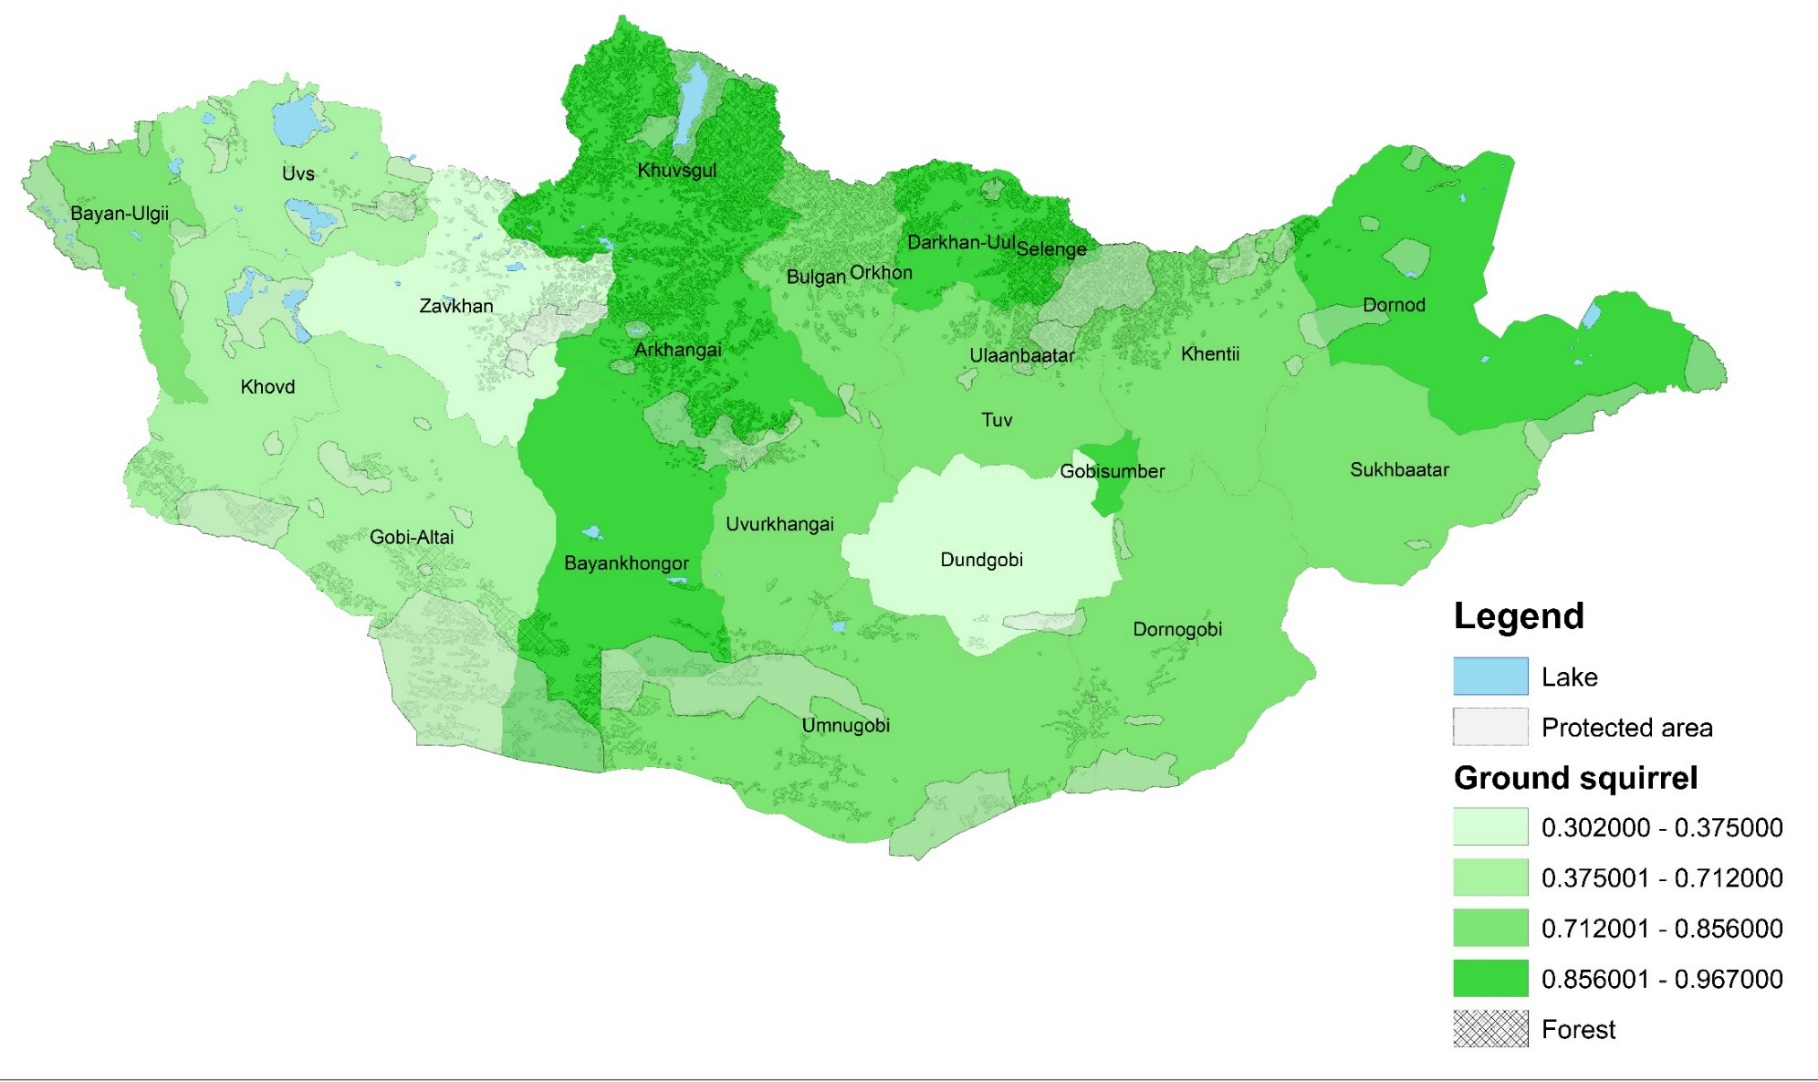 Khuvsgul
Uvs
Bayan-Ulgii
Darkhan-Uul
Selenge
Bulgan
Orkhon
Zavkhan
Dornod
Arkhangai
Ulaanbaatar
Khentii
Khovd
Tuv
Gobisumber
Sukhbaatar
Uvurkhangai
Gobi-Altai
Bayankhongor
Dundgobi
Dornogobi
Umnugobi
Legend
Lake
Protected area
Ground squirrel
0.302000 - 0.375000
0.375001 - 0.712000
0.712001 - 0.856000
0.856001 - 0.967000
Forest